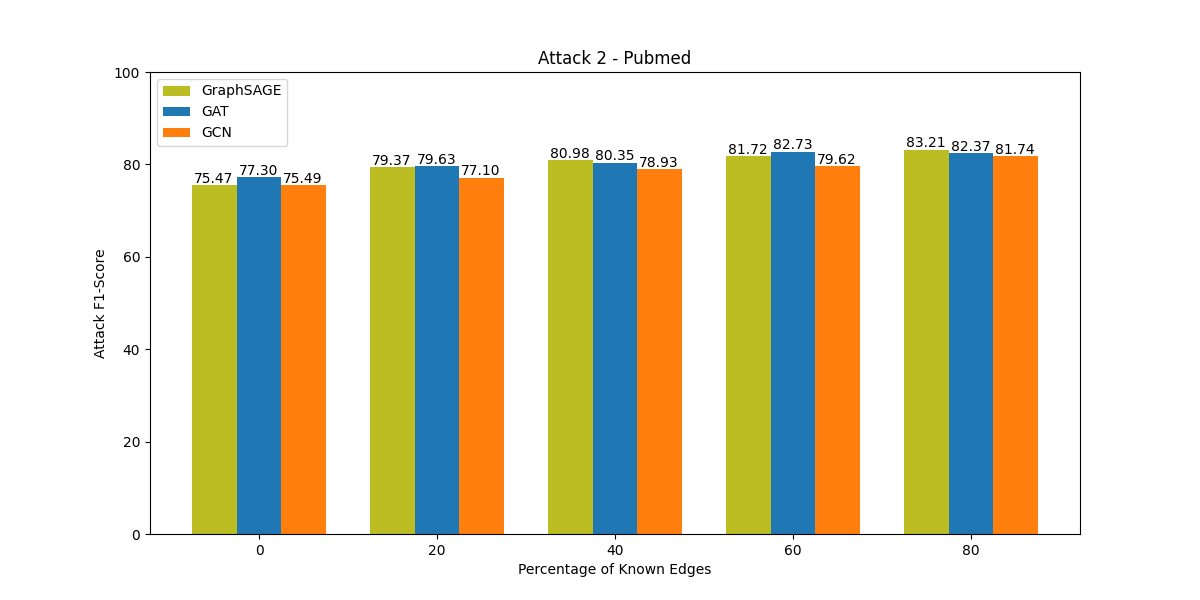 Attack 2 - Pubmed
GraphSAGE
GAT
GCN
Attack F1-Score
100
80
60
40
20
0
75.47 77.30 75.49
79.37 79.63 77.10
80.98 80.35 78.93
81.72 82.73 79.62
83.21 82.37 81.74
0 20 40 60 80
Percentage of Known Edges